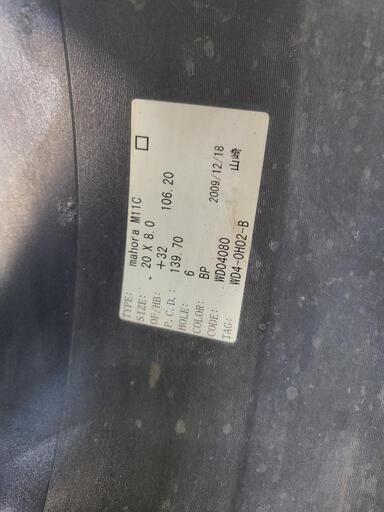 TYPE: mahora M11C □
SIZE: 20 X 8.0
OF/HB: +32 106.20
P.C.D.: 139.70
HOLE: 6
COLOR: BP
CODE: WD04080 2009/12/18
TAG: WD4-0H02-B 山崎